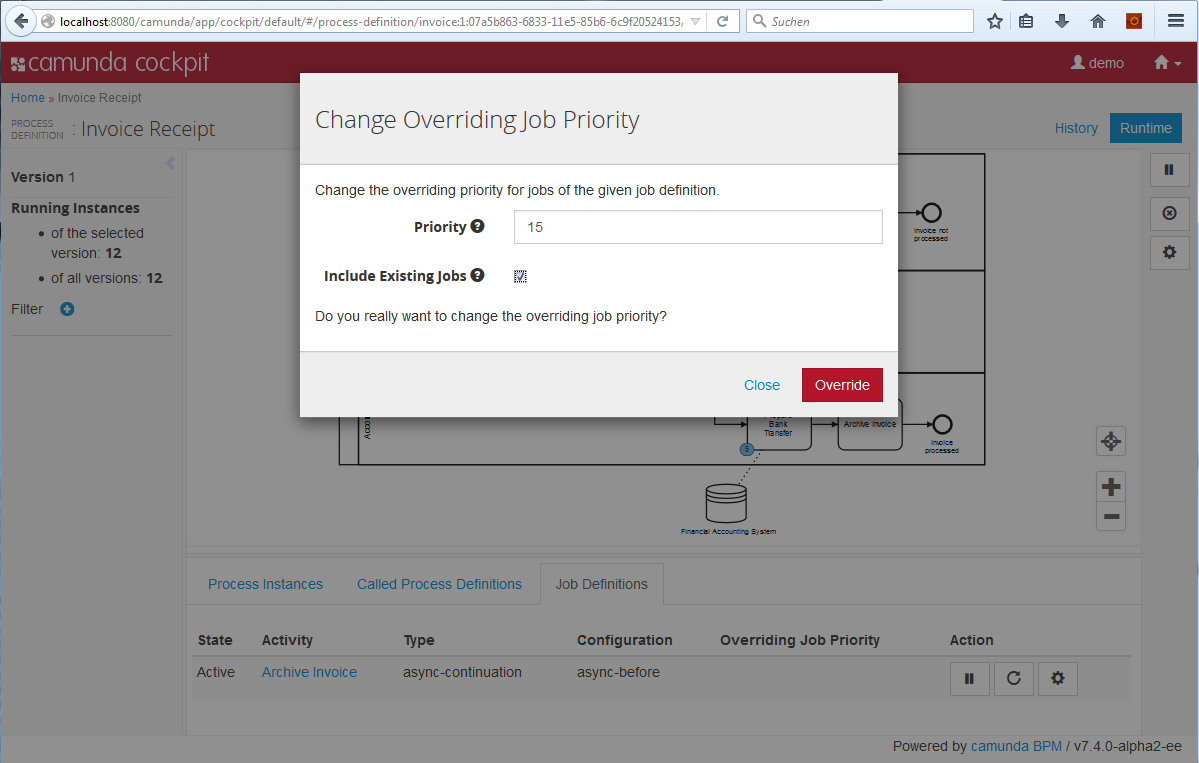 localhost:8080/camunda/app/cockpit/default/#/process-definition/invoice:1:07a5b863-6833-11e5-85b6-6c9f20524153/
Suchen
camunda cockpit
demo
Home » Invoice Receipt
PROCESS
DEFINITION : Invoice Receipt
History
Runtime
Change Overriding Job Priority
Change the overriding priority for jobs of the given job definition.
Priority ?
15
Include Existing Jobs ?
Do you really want to change the overriding job priority?
Close
Override
Version 1
Running Instances
of the selected
version: 12
of all versions: 12
Filter
Invoice not
processed
Bank
Transfer
Archive Invoice
Invoice
processed
5
Financial Accounting System
Process Instances
Called Process Definitions
Job Definitions
State Activity Type Configuration Overriding Job Priority Action
Active Archive Invoice async-continuation async-before
Powered by camunda BPM / v7.4.0-alpha2-ee